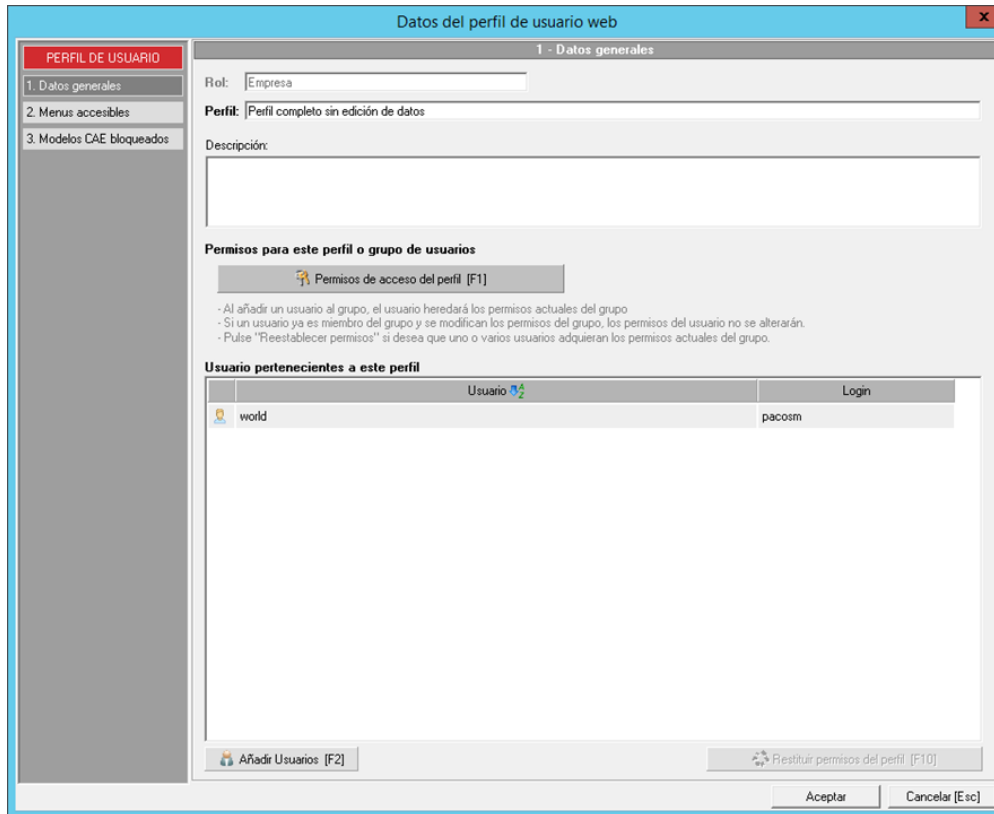 Datos del perfil de usuario web
x
PERFIL DE USUARIO
1. Datos generales
2. Menus accesibles
3. Modelos CAE bloqueados
1 - Datos generales
Rol: Empresa
Perfil: Perfil completo sin edición de datos
Descripción:
Permisos para este perfil o grupo de usuarios
Permisos de acceso del perfil [F1]
- Al añadir un usuario al grupo, el usuario heredará los permisos actuales del grupo
- Si un usuario ya es miembro del grupo y se modifican los permisos del grupo, los permisos del usuario no se alterarán.
- Pulse "Reestablecer permisos" si desea que uno o varios usuarios adquieran los permisos actuales del grupo.
Usuario pertenecientes a este perfil
Usuario AZ Login
world pacosm
Añadir Usuarios [F2] Restituir permisos del perfil [F10]
Aceptar Cancelar [Esc]